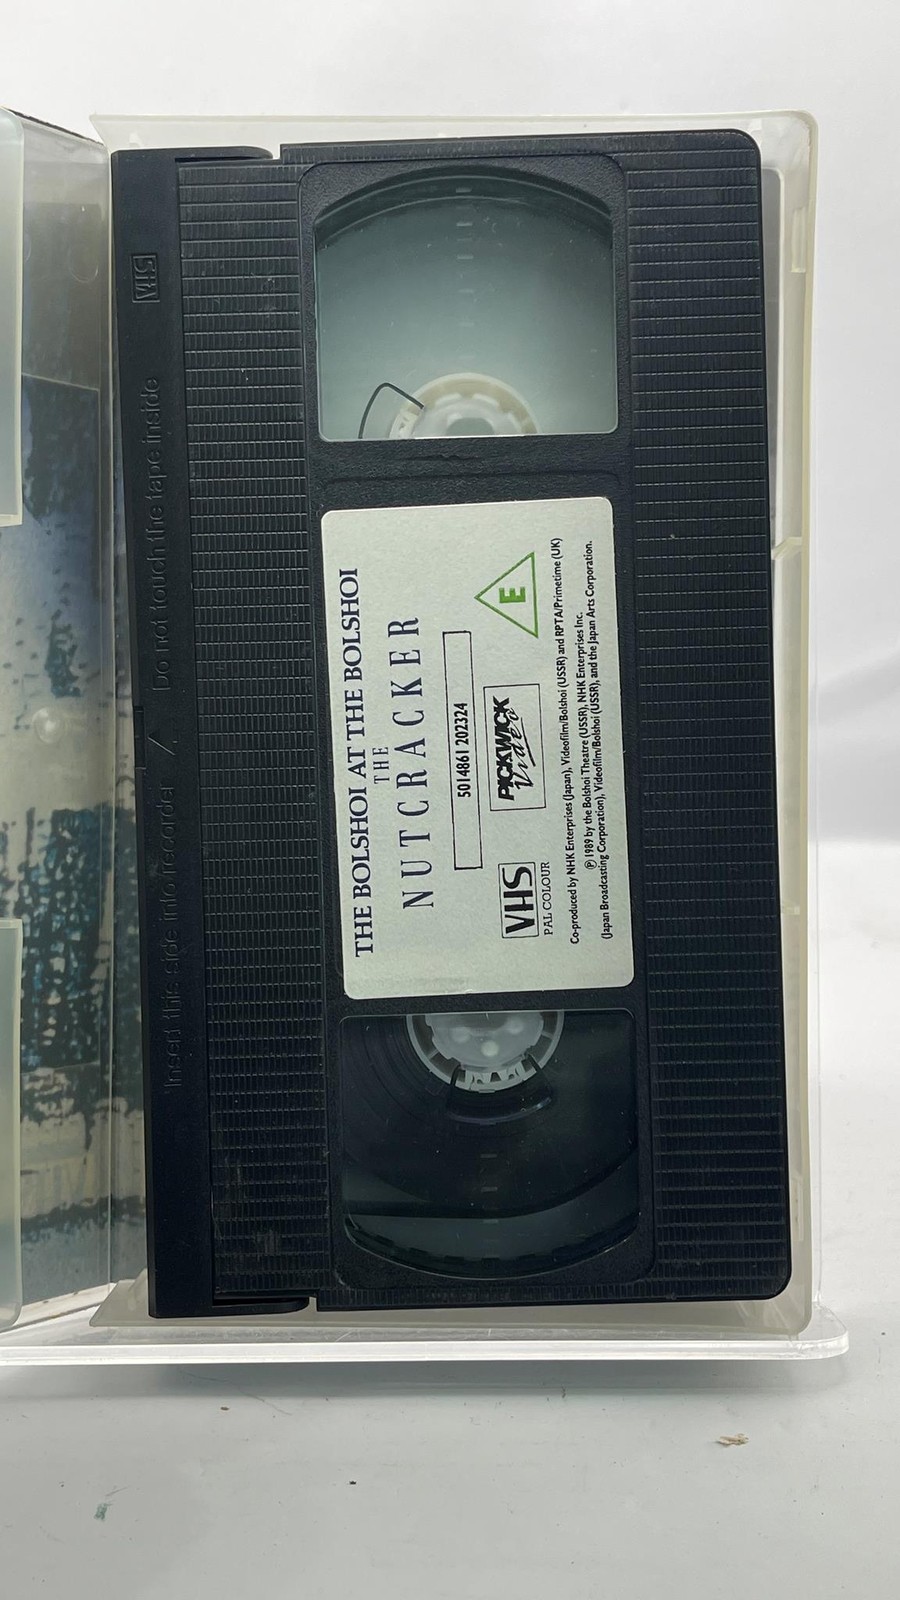 VHS
Insert this side into recorder / Do not touch the tape inside
THE BOLSHOI AT THE BOLSHOI
THE
NUTCRACKER
5014861 202324
VHS
PAL COLOUR
PICKWICK
Video
E
Co-produced by NHK Enterprises (Japan), Videofilm/Bolshoi (USSR) and RPTA/Primetime (UK)
℗ 1989 by the Bolshoi Theatre (USSR), NHK Enterprises Inc.
(Japan Broadcasting Corporation), Videofilm/Bolshoi (USSR), and the Japan Arts Corporation.